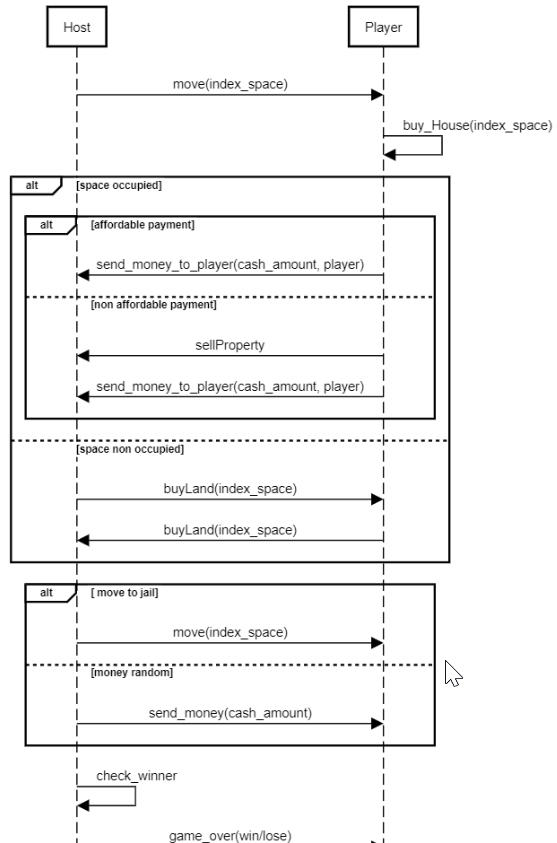 Host
Player
move(index_space)
buy_House(index_space)
alt
[space occupied]
alt
[affordable payment]
send_money_to_player(cash_amount, player)
[non affordable payment]
sellProperty
send_money_to_player(cash_amount, player)
[space non occupied]
buyLand(index_space)
buyLand(index_space)
alt
[ move to jail]
move(index_space)
[money random]
send_money(cash_amount)
check_winner
game_over(win/lose)